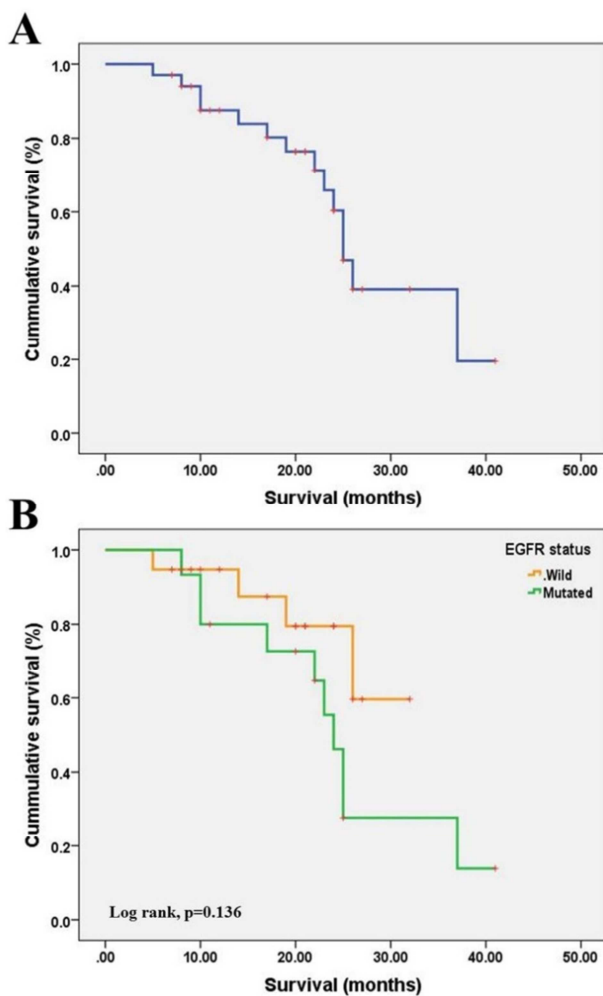 A
Cummulative survival (%)
1.0
0.8
0.6
0.4
0.2
0.0
.00 10.00 20.00 30.00 40.00 50.00
Survival (months)
B
Cummulative survival (%)
1.0
0.8
0.6
0.4
0.2
0.0
EGFR status
.Wild
Mutated
Log rank, p=0.136
.00 10.00 20.00 30.00 40.00 50.00
Survival (months)